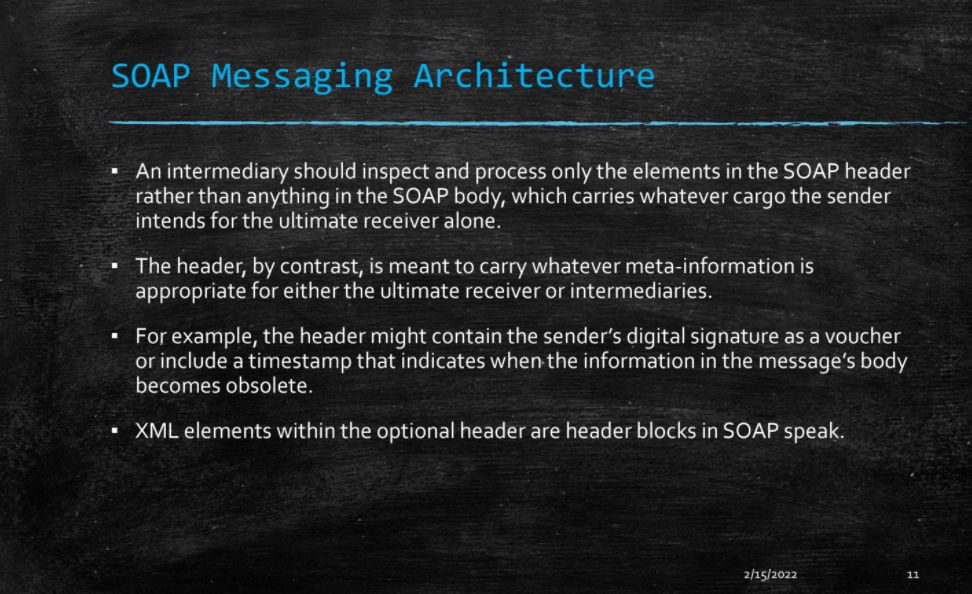 SOAP Messaging Architecture
▪ An intermediary should inspect and process only the elements in the SOAP header
rather than anything in the SOAP body, which carries whatever cargo the sender
intends for the ultimate receiver alone.
▪ The header, by contrast, is meant to carry whatever meta-information is
appropriate for either the ultimate receiver or intermediaries.
▪ For example, the header might contain the sender’s digital signature as a voucher
or include a timestamp that indicates when the information in the message’s body
becomes obsolete.
▪ XML elements within the optional header are header blocks in SOAP speak.
2/15/2022
11